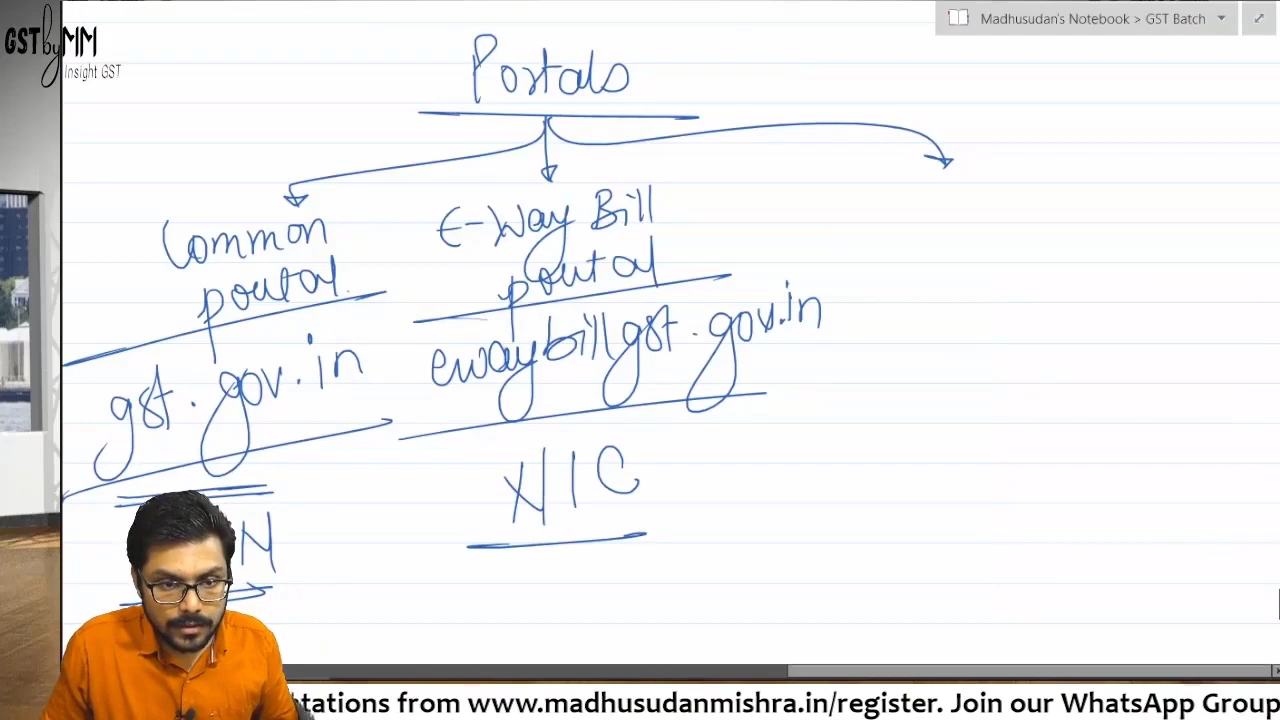 GST by MM
Insight GST
Madhusudan's Notebook > GST Batch
Portals
Common
portal
gst.gov.in
E-Way Bill
portal
ewaybillgst.gov.in
NIC
N
tations from www.madhusudanmishra.in/register. Join our WhatsApp Group